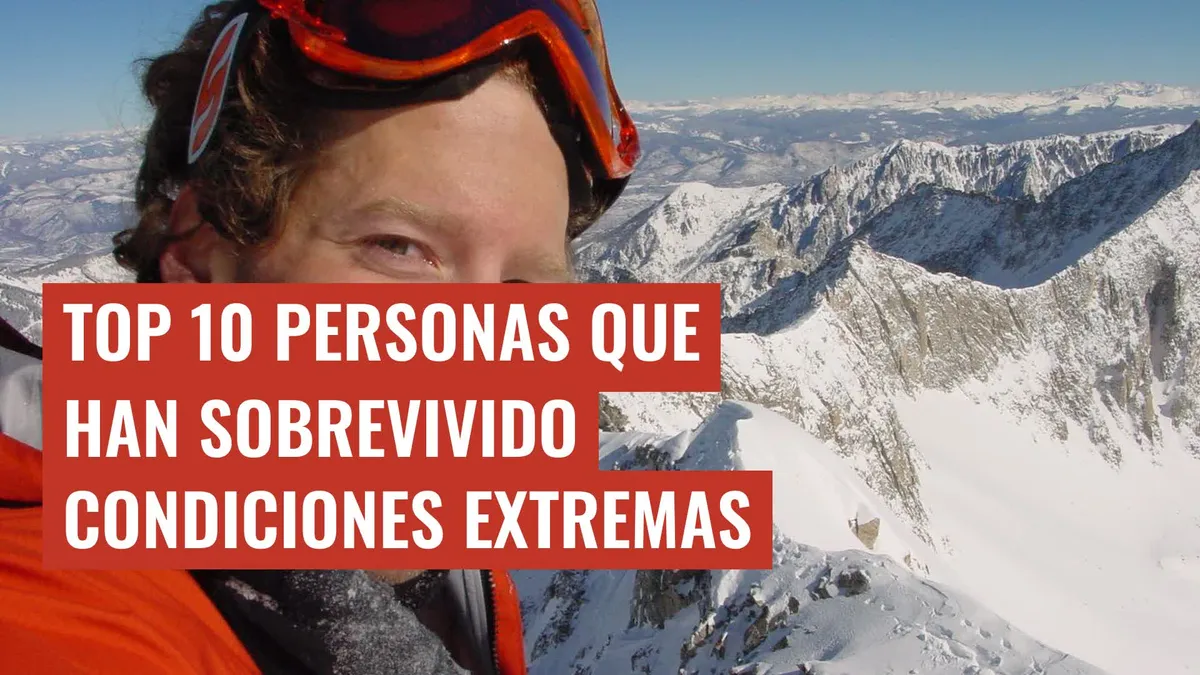 TOP 10 PERSONAS QUE
HAN SOBREVIVIDO
CONDICIONES EXTREMAS